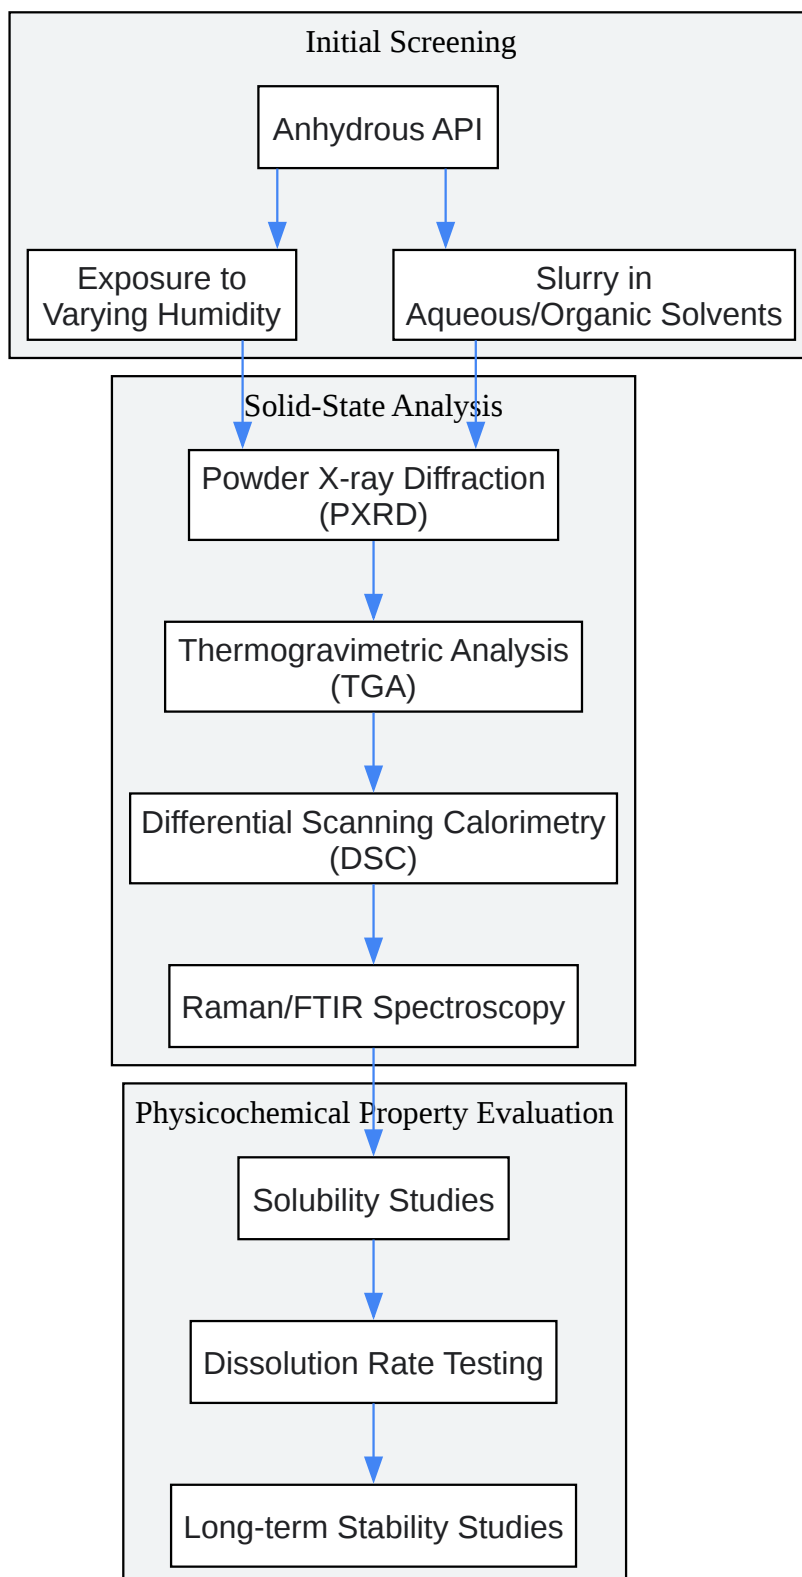 Initial Screening
Anhydrous API
Exposure to
Varying Humidity
Slurry in
Aqueous/Organic Solvents
Solid-State Analysis
Powder X-ray Diffraction
(PXRD)
Thermogravimetric Analysis
(TGA)
Differential Scanning Calorimetry
(DSC)
Raman/FTIR Spectroscopy
Physicochemical Property Evaluation
Solubility Studies
Dissolution Rate Testing
Long-term Stability Studies